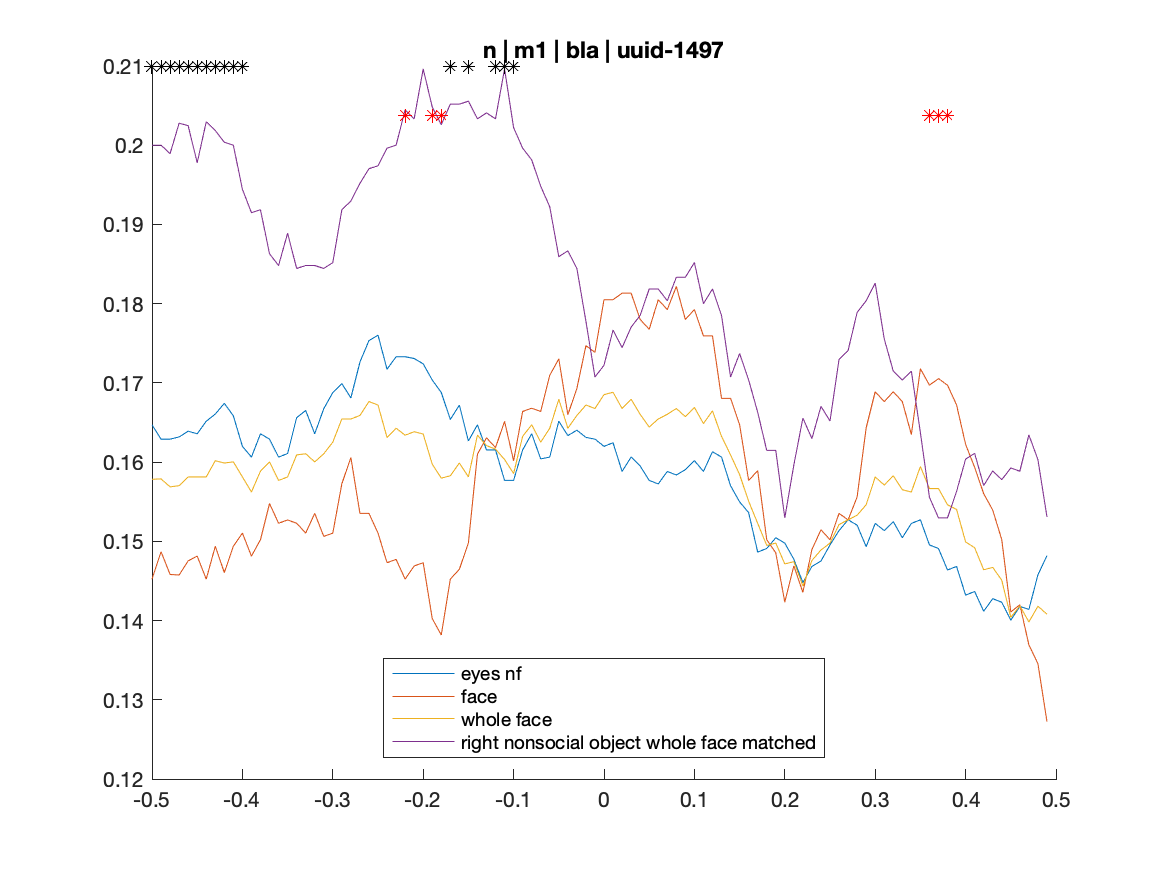 n | m1 | bla | uuid-1497
0.21
0.2
0.19
0.18
0.17
0.16
0.15
0.14
0.13
0.12
eyes nf
face
whole face
right nonsocial object whole face matched
-0.5 -0.4 -0.3 -0.2 -0.1 0 0.1 0.2 0.3 0.4 0.5